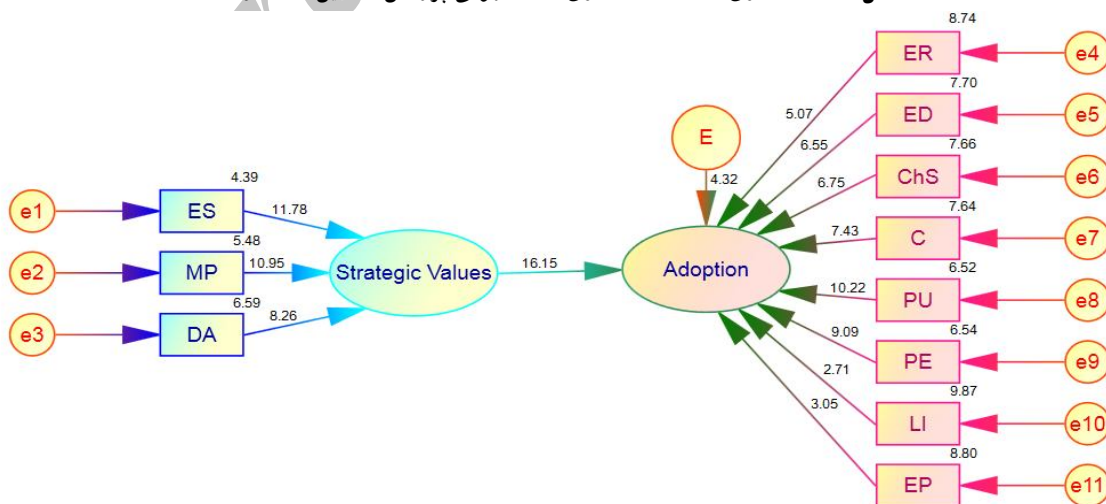 8.74
ER
e4
7.70
5.07
ED
e5
E
6.55
7.66
4.32
ChS
e6
4.39
6.75
7.64
e1
ES
11.78
7.43
C
e7
5.48
6.52
e2
MP
10.95
Strategic Values
16.15
Adoption
10.22
PU
e8
6.59
6.54
e3
DA
8.26
9.09
PE
e9
2.71
9.87
3.05
LI
e10
8.80
EP
e11